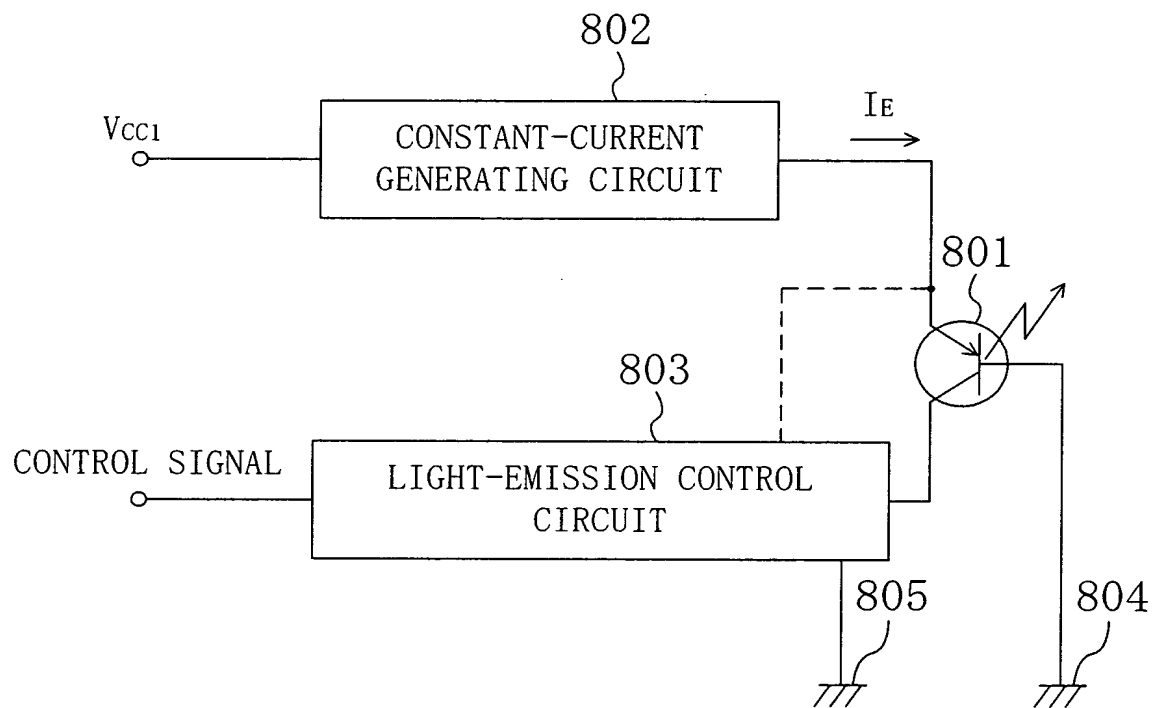 802
VCC1
CONSTANT-CURRENT
GENERATING CIRCUIT
IE
801
803
CONTROL SIGNAL
LIGHT-EMISSION CONTROL
CIRCUIT
805
804